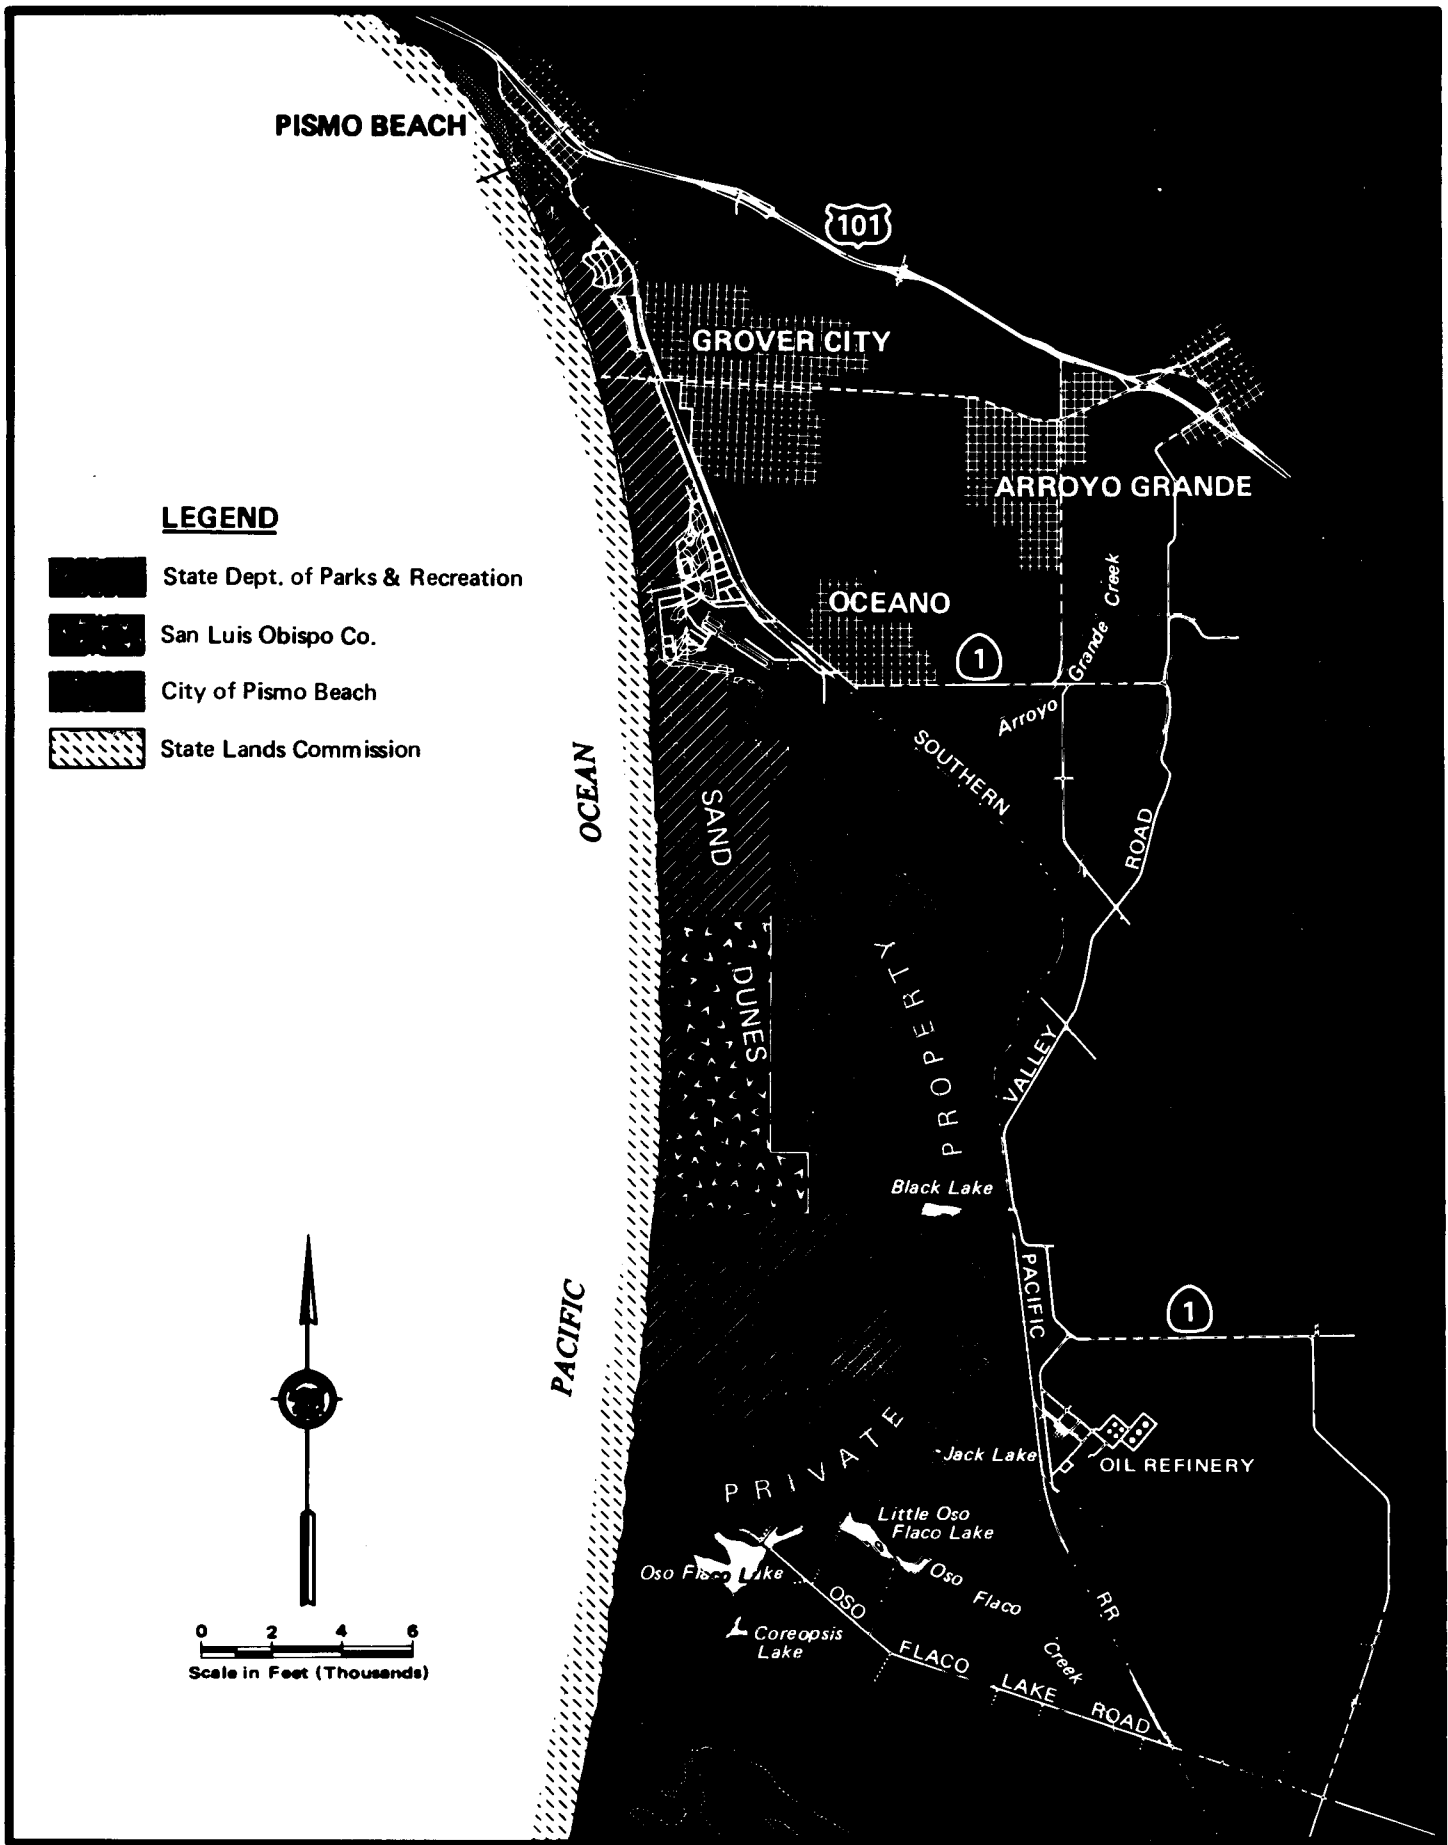 PISMO BEACH
101
GROVER CITY
ARROYO GRANDE
LEGEND
State Dept. of Parks & Recreation
San Luis Obispo Co.
City of Pismo Beach
State Lands Commission
OCEANO
1
Arroyo Grande Creek
SOUTHERN
PACIFIC OCEAN
SAND
DUNES
VALLEY ROAD
PRIVATE PROPERTY
Black Lake
PACIFIC
1
Jack Lake
OIL REFINERY
Little Oso
Flaco Lake
Oso Flaco Lake
Oso Flaco Creek
RR
Coreopsis
Lake
OSO FLACO LAKE ROAD
0 2 4 6
Scale in Feet (Thousands)